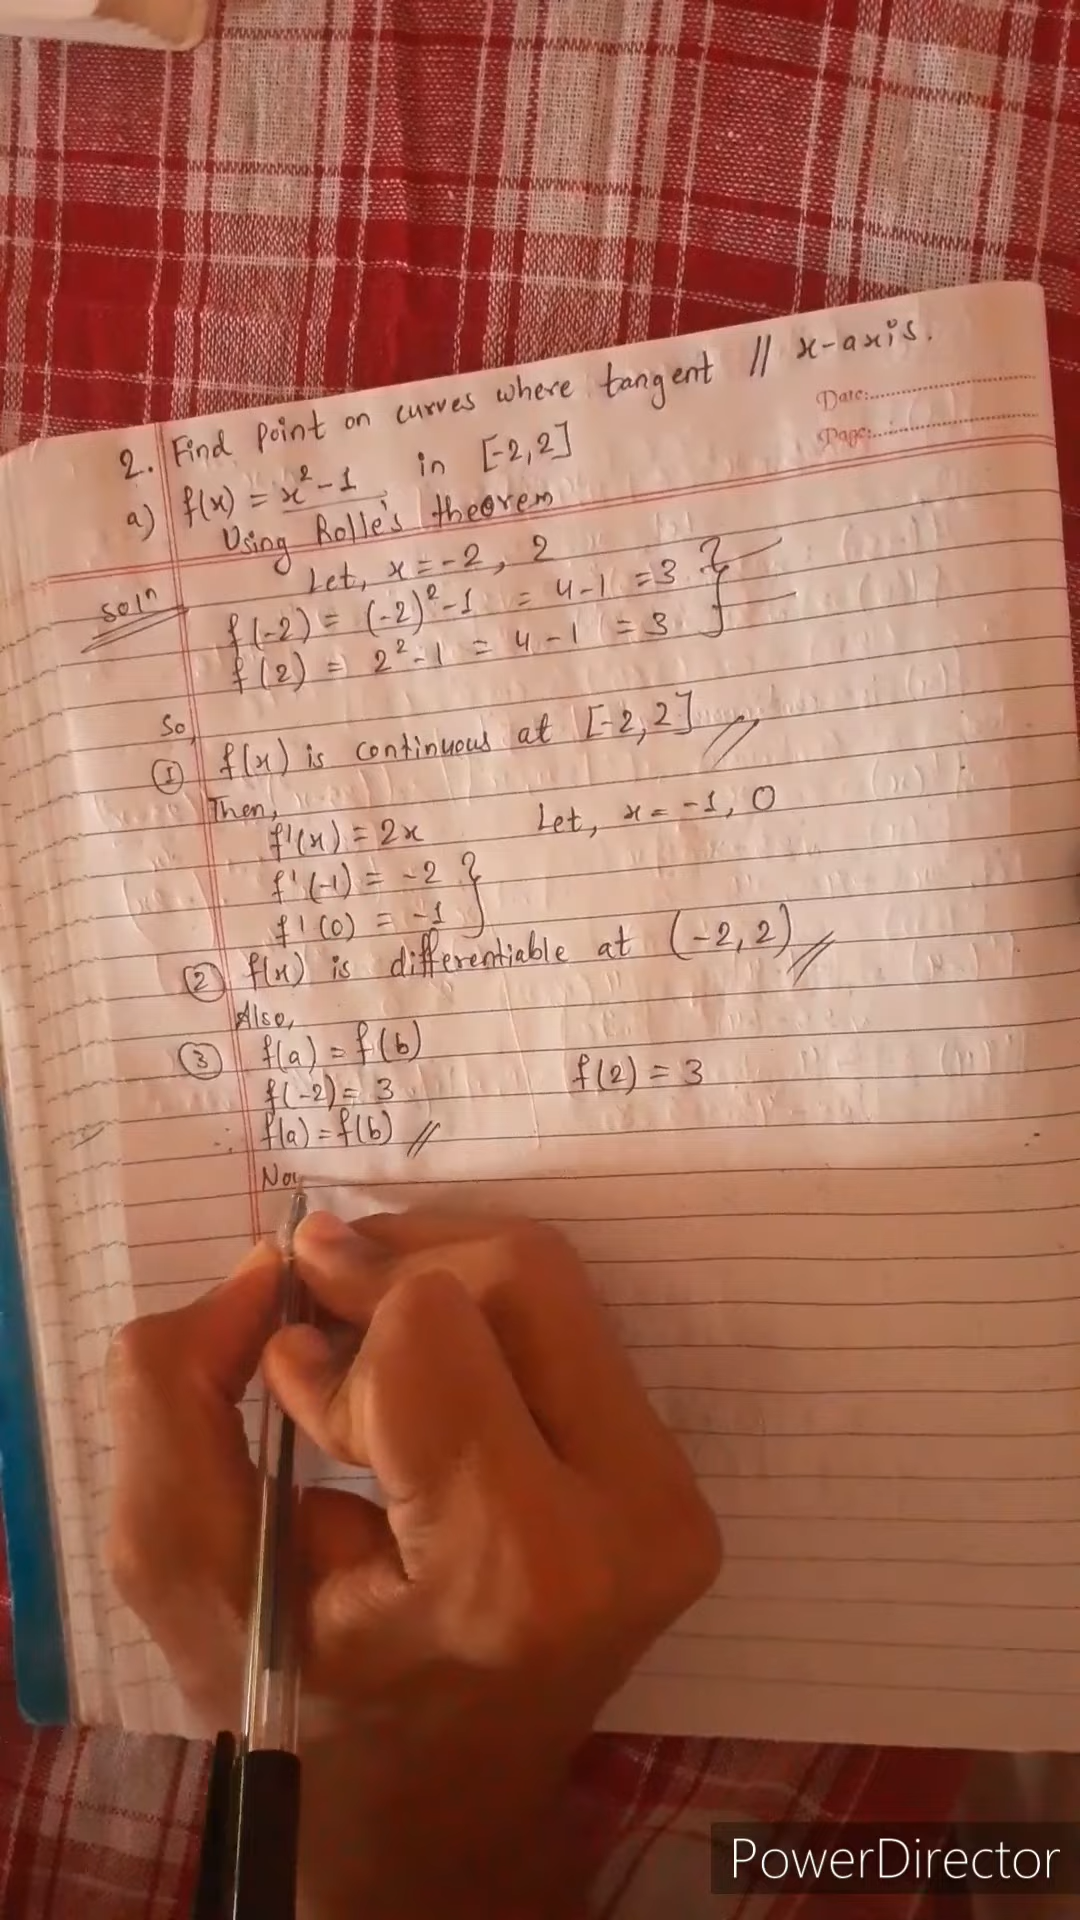 2. Find point on curves where tangent // x-axis.
Date:
Page:
a) f(x) = x² - 1 in [-2,2]
Using Rolle's theorem
Solⁿ
Let, x = -2, 2
f(-2) = (-2)² - 1 = 4 - 1 = 3 }
f(2) = 2² - 1 = 4 - 1 = 3 }
So,
① f(x) is continuous at [-2,2] //
Then,
f'(x) = 2x Let, x = -1, 0
f'(-1) = -2 }
f'(0) = -1 }
② f(x) is differentiable at (-2,2) //
Also,
③ f(a) = f(b)
f(-2) = 3 f(2) = 3
∴ f(a) = f(b) //
No
PowerDirector